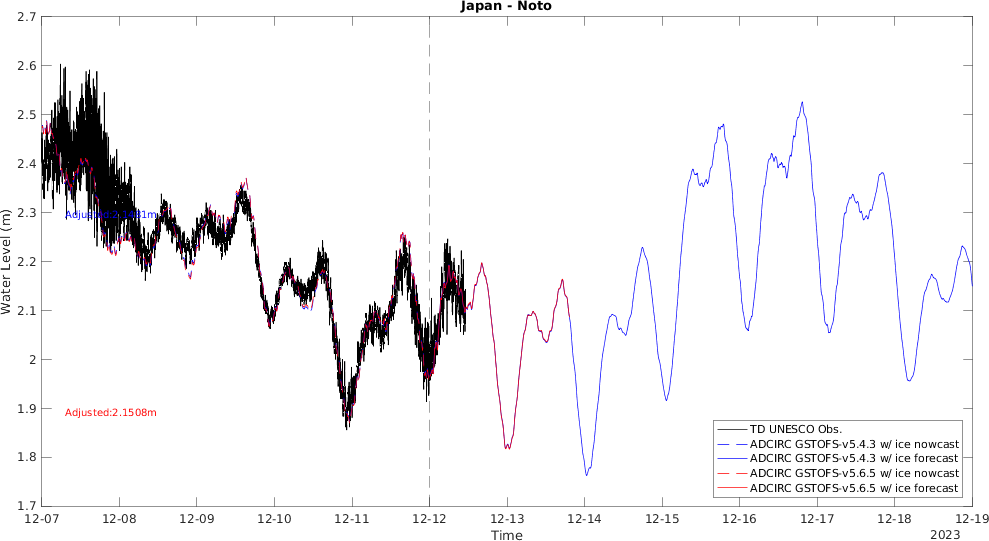 Japan - Noto
2.7
2.6
2.5
2.4
2.3
2.2
2.1
2
1.9
1.8
1.7
Water Level (m)
Adjusted:2.1508m
TD UNESCO Obs.
ADCIRC GSTOFS-v5.4.3 w/ ice nowcast
ADCIRC GSTOFS-v5.4.3 w/ ice forecast
ADCIRC GSTOFS-v5.6.5 w/ ice nowcast
ADCIRC GSTOFS-v5.6.5 w/ ice forecast
12-07 12-08 12-09 12-10 12-11 12-12 12-13 12-14 12-15 12-16 12-17 12-18 12-19
Time
2023